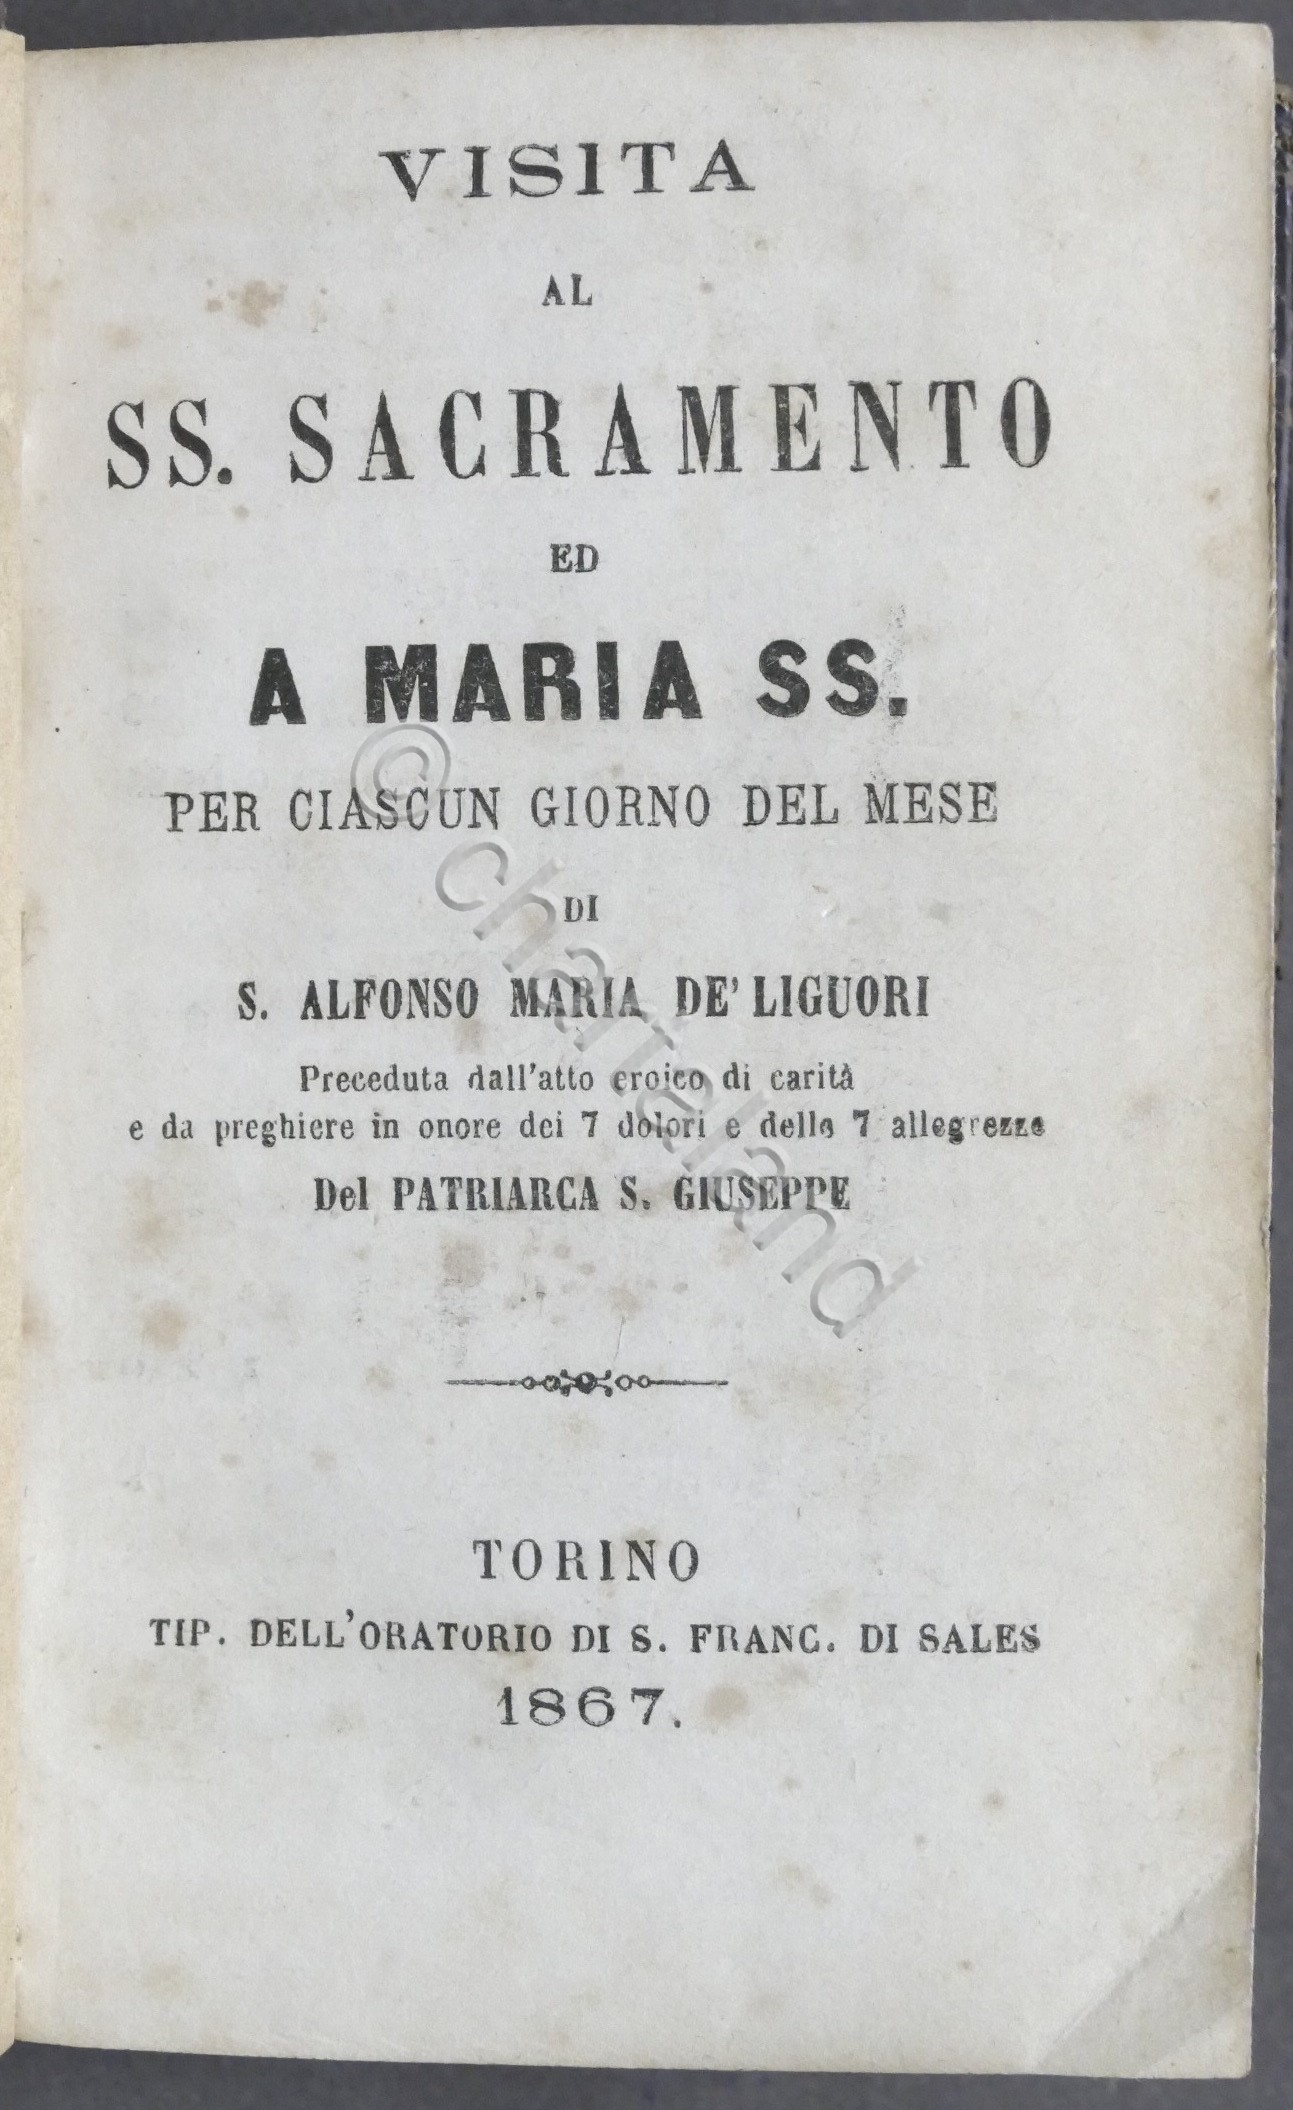 VISITA
AL
SS. SACRAMENTO
ED
A MARIA SS.
PER CIASCUN GIORNO DEL MESE
DI
S. ALFONSO MARIA DE' LIGUORI
Preceduta dall'atto eroico di carità
e da preghiere in onore dei 7 dolori e delle 7 allegrezze
Del PATRIARCA S. GIUSEPPE
TORINO
TIP. DELL'ORATORIO DI S. FRANC. DI SALES
1867.
© chartaland